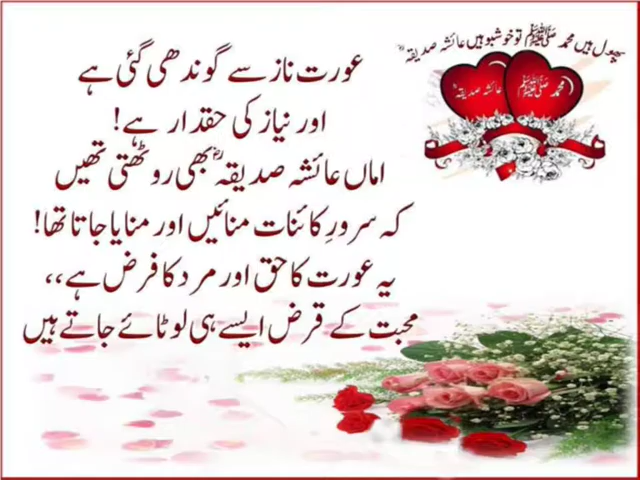 پھول ہیں محمد ﷺ تو خوشبو ہیں عائشہ صدیقہؓ
محمد ﷺ
عائشہ صدیقہؓ
عورت ناز سے گوندھی گئی ہے
اور نیاز کی حقدار ہے!
اماں عائشہ صدیقہؓ بھی روٹھتی تھیں
کہ سرورِ کائنات منائیں اور منایا جاتا تھا!
یہ عورت کا حق اور مرد کا فرض ہے،،
محبت کے قرض ایسے ہی لوٹائے جاتے ہیں